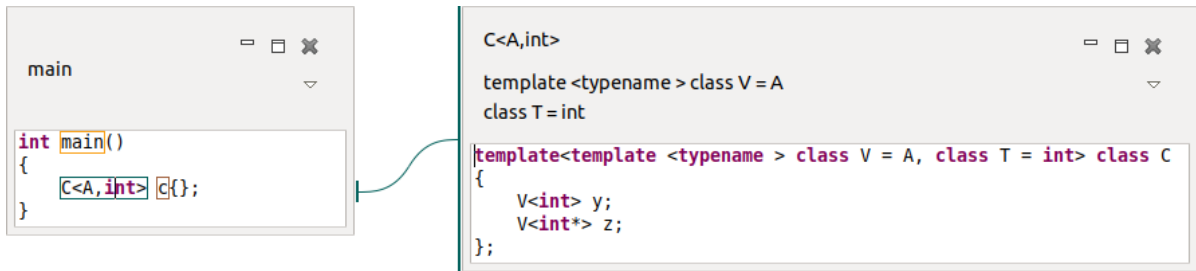 main
int main()
{
    C<A,int> c{};
}
C<A,int>
template <typename > class V = A
class T = int
template<template <typename > class V = A, class T = int> class C
{
    V<int> y;
    V<int*> z;
};